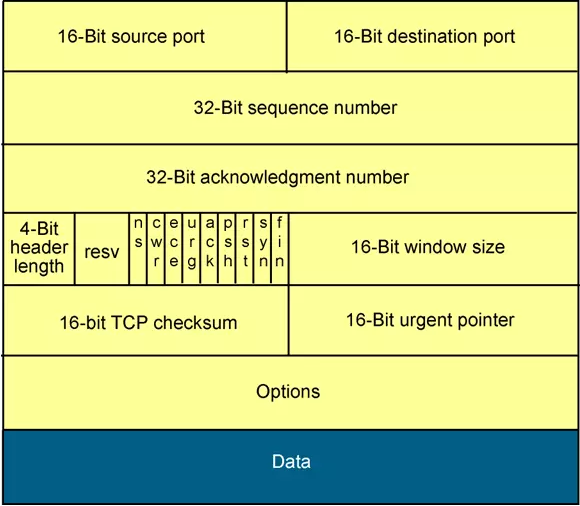 16-Bit source port
16-Bit destination port
32-Bit sequence number
32-Bit acknowledgment number
4-Bit
header
length
resv
ns
cwr
ece
urg
ack
psh
rst
syn
fin
16-Bit window size
16-bit TCP checksum
16-Bit urgent pointer
Options
Data